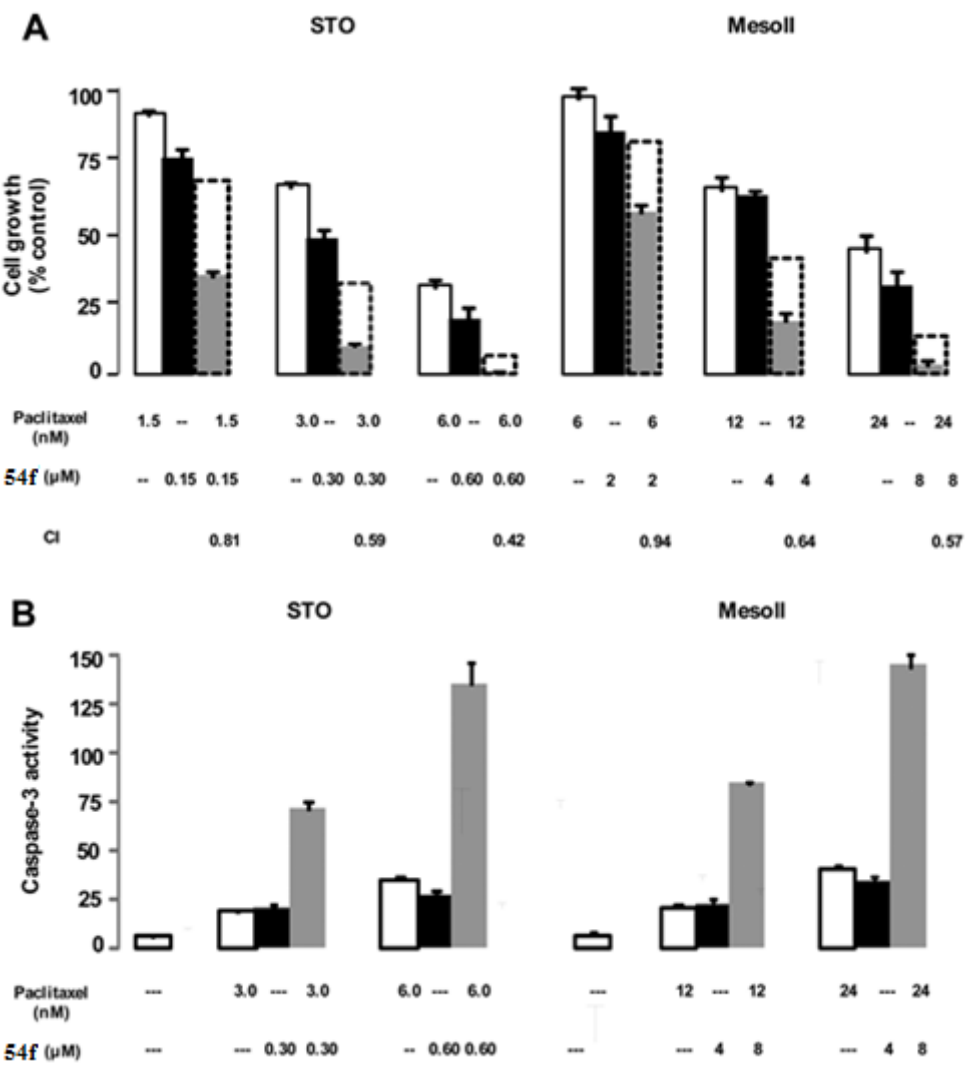 A
STO
MesoII
Cell growth
(% control)
100
75
50
25
0
Paclitaxel
(nM)
1.5 -- 1.5 3.0 -- 3.0 6.0 -- 6.0 6 -- 6 12 -- 12 24 -- 24
54f (µM) -- 0.15 0.15 -- 0.30 0.30 -- 0.60 0.60 -- 2 2 -- 4 4 -- 8 8
CI 0.81 0.59 0.42 0.94 0.64 0.57
B
STO
MesoII
Caspase-3 activity
150
125
100
75
50
25
0
Paclitaxel
(nM)
--- 3.0 --- 3.0 6.0 --- 6.0 --- 12 --- 12 24 --- 24
54f (µM) --- --- 0.30 0.30 -- 0.60 0.60 --- --- 4 8 --- 4 8